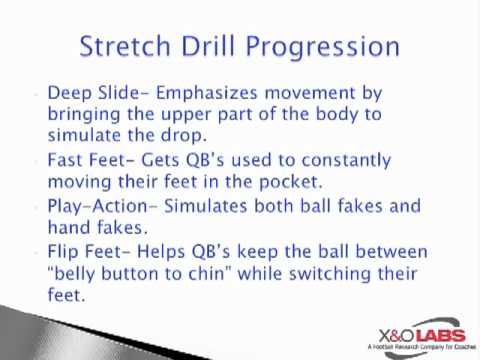 Stretch Drill Progression
Deep Slide- Emphasizes movement by
bringing the upper part of the body to
simulate the drop.
Fast Feet- Gets QB's used to constantly
moving their feet in the pocket.
Play-Action- Simulates both ball fakes and
hand fakes.
Flip Feet- Helps QB's keep the ball between
“belly button to chin” while switching their
feet.
X&O LABS
A Football Research Company for Coaches